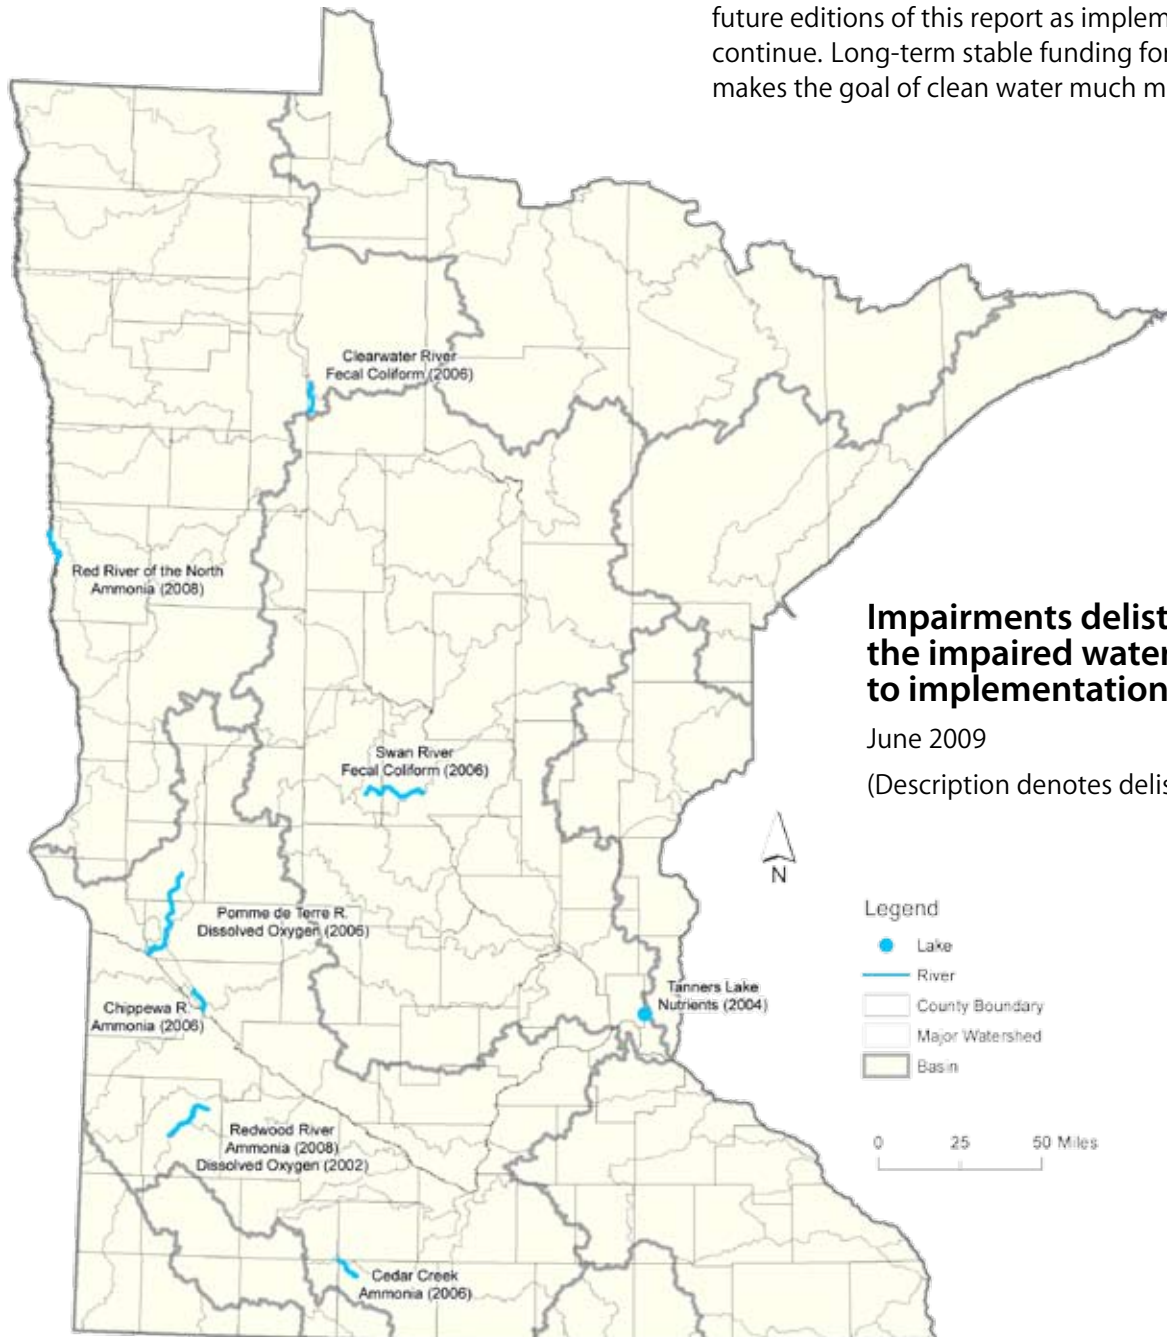 future editions of this report as implem
continue. Long-term stable funding for
makes the goal of clean water much m
Clearwater River
Fecal Coliform (2006)
Red River of the North
Ammonia (2008)
Impairments delist
the impaired water
to implementation
June 2009
(Description denotes delis
Swan River
Fecal Coliform (2006)
N
Pomme de Terre R.
Dissolved Oxygen (2006)
Legend
Lake
River
County Boundary
Major Watershed
Basin
Tanners Lake
Nutrients (2004)
Chippewa R.
Ammonia (2006)
Redwood River
Ammonia (2008)
Dissolved Oxygen (2002)
0 25 50 Miles
Cedar Creek
Ammonia (2006)